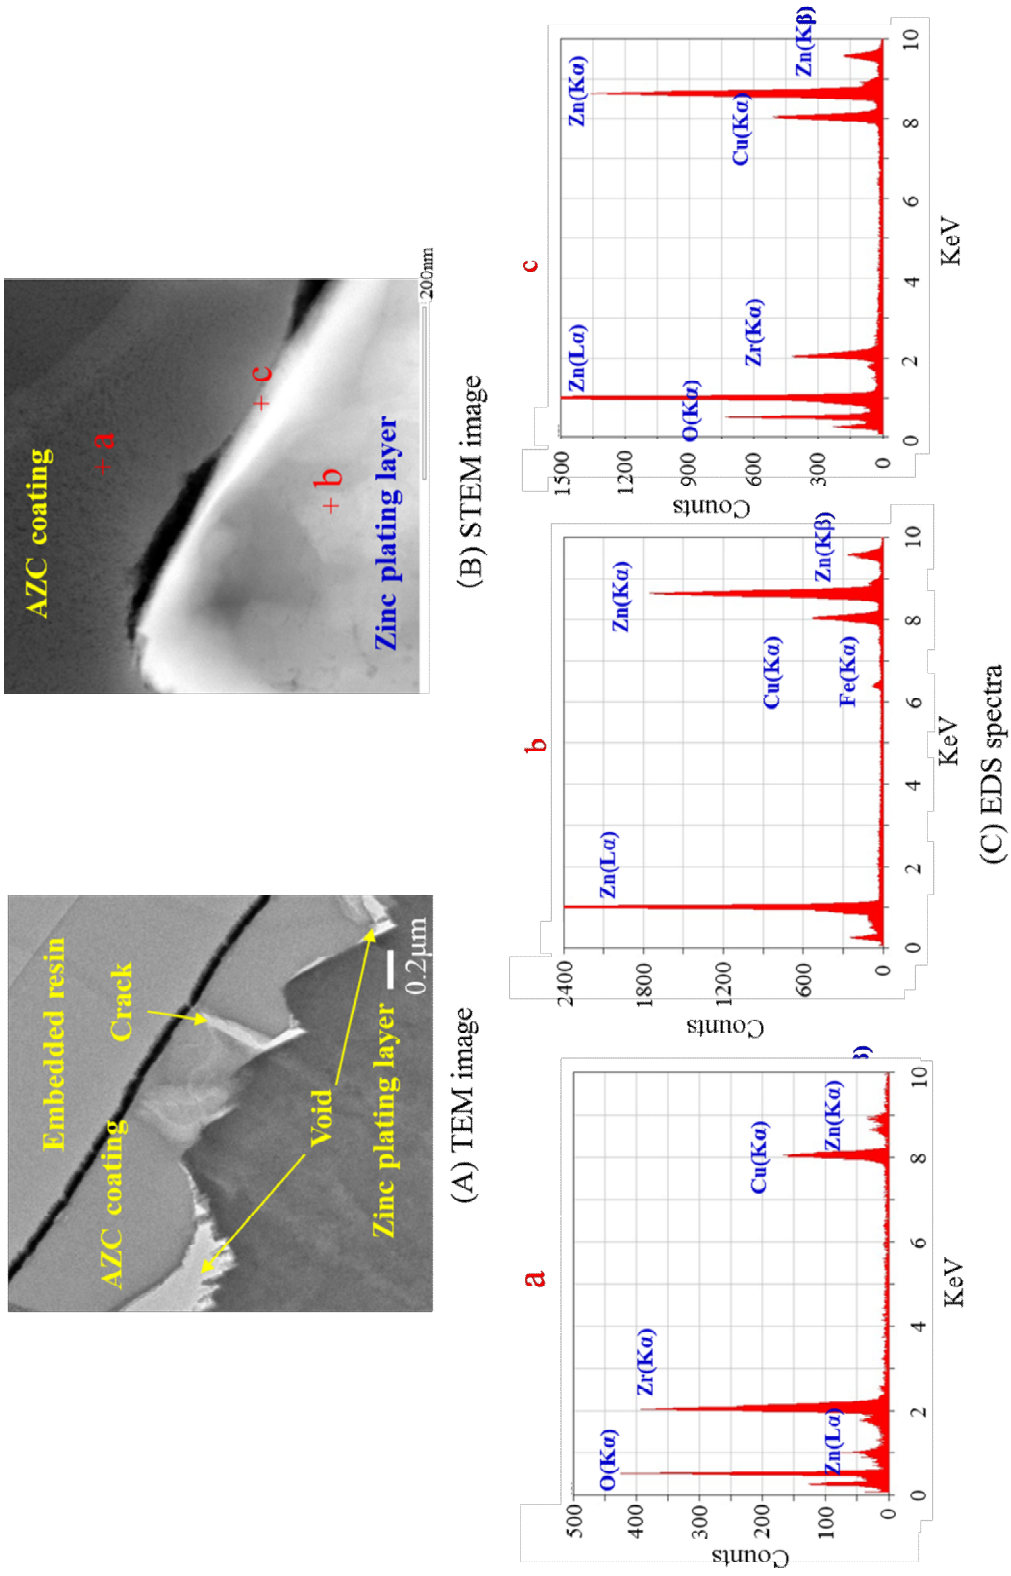 Embedded resin
Crack
AZC coating
Void
Zinc plating layer
0.2μm
(A) TEM image
AZC coating
+ a
+ c
+ b
Zinc plating layer
200nm
(B) STEM image
a
500
400
300
200
100
0
Counts
O(Kα)
Zr(Kα)
Zn(Lα)
Cu(Kα)
Zn(Kα)
β)
0 2 4 6 8 10
KeV
b
2400
1800
1200
600
0
Counts
Zn(Lα)
Zn(Kα)
Cu(Kα)
Fe(Kα)
Zn(Kβ)
0 2 4 6 8 10
KeV
c
1500
1200
900
600
300
0
Counts
Zn(Lα)
O(Kα)
Zr(Kα)
Zn(Kα)
Cu(Kα)
Zn(Kβ)
0 2 4 6 8 10
KeV
(C) EDS spectra